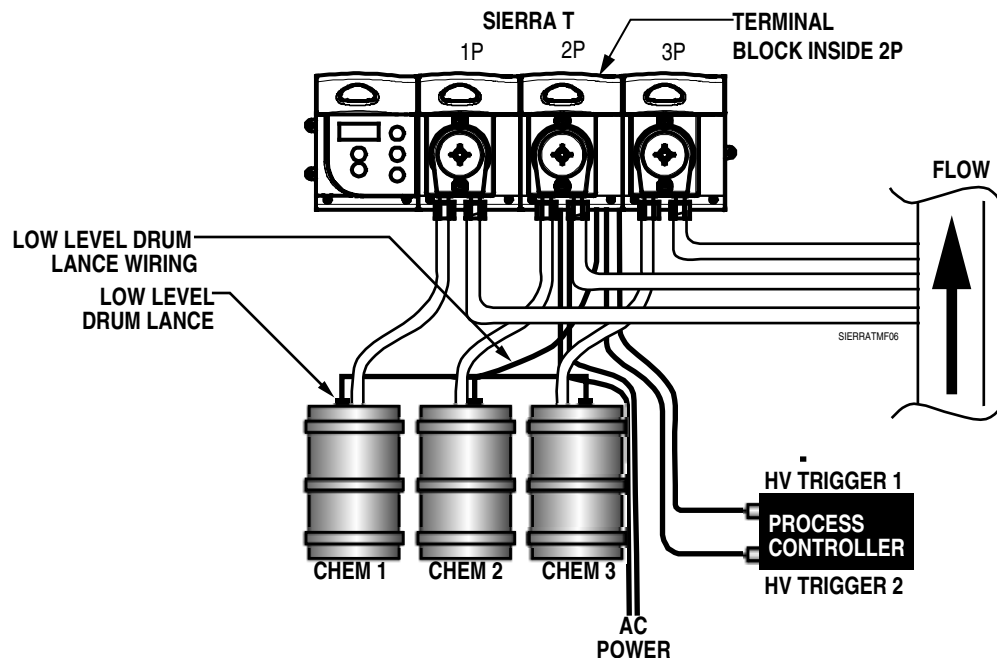 SIERRA T
TERMINAL
BLOCK INSIDE 2P
1P
2P
3P
FLOW
LOW LEVEL DRUM
LANCE WIRING
LOW LEVEL
DRUM LANCE
SIERRATMF06
HV TRIGGER 1
PROCESS
CONTROLLER
HV TRIGGER 2
CHEM 1
CHEM 2
CHEM 3
AC
POWER